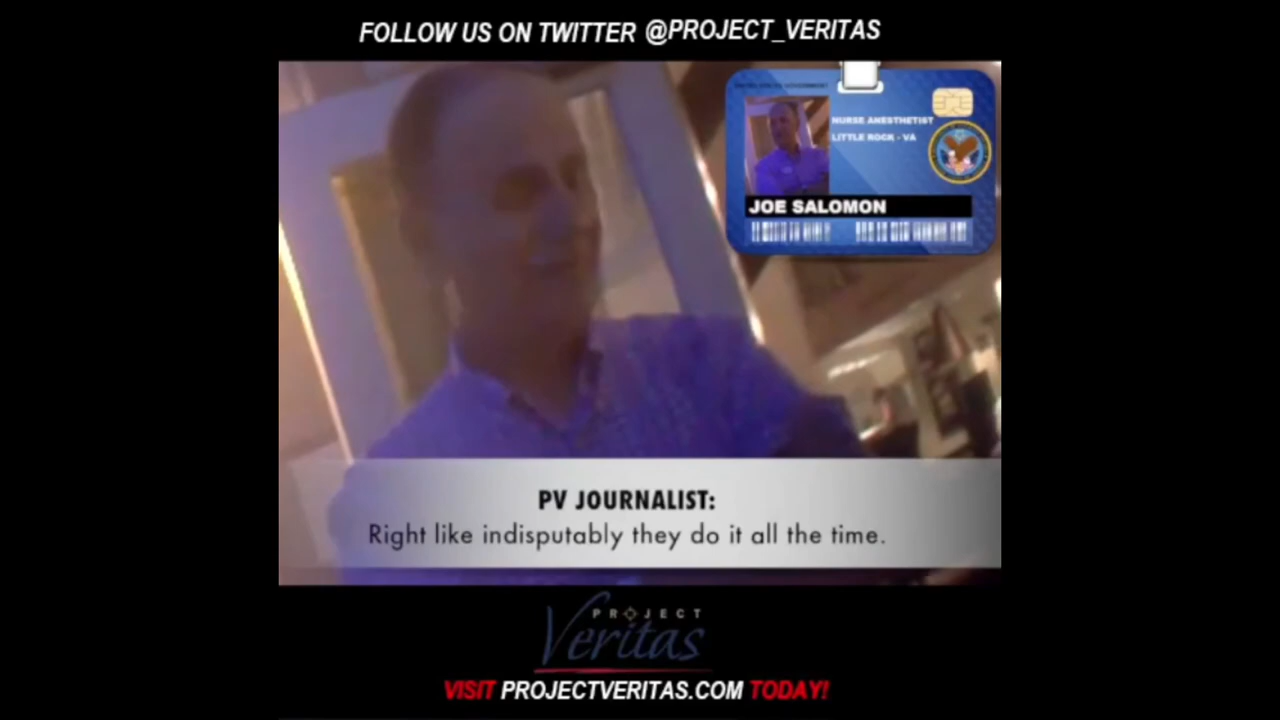 FOLLOW US ON TWITTER @PROJECT_VERITAS
NURSE ANESTHETIST
LITTLE ROCK - VA
JOE SALOMON
PV JOURNALIST:
Right like indisputably they do it all the time.
PROJECT
Veritas
VISIT PROJECTVERITAS.COM TODAY!